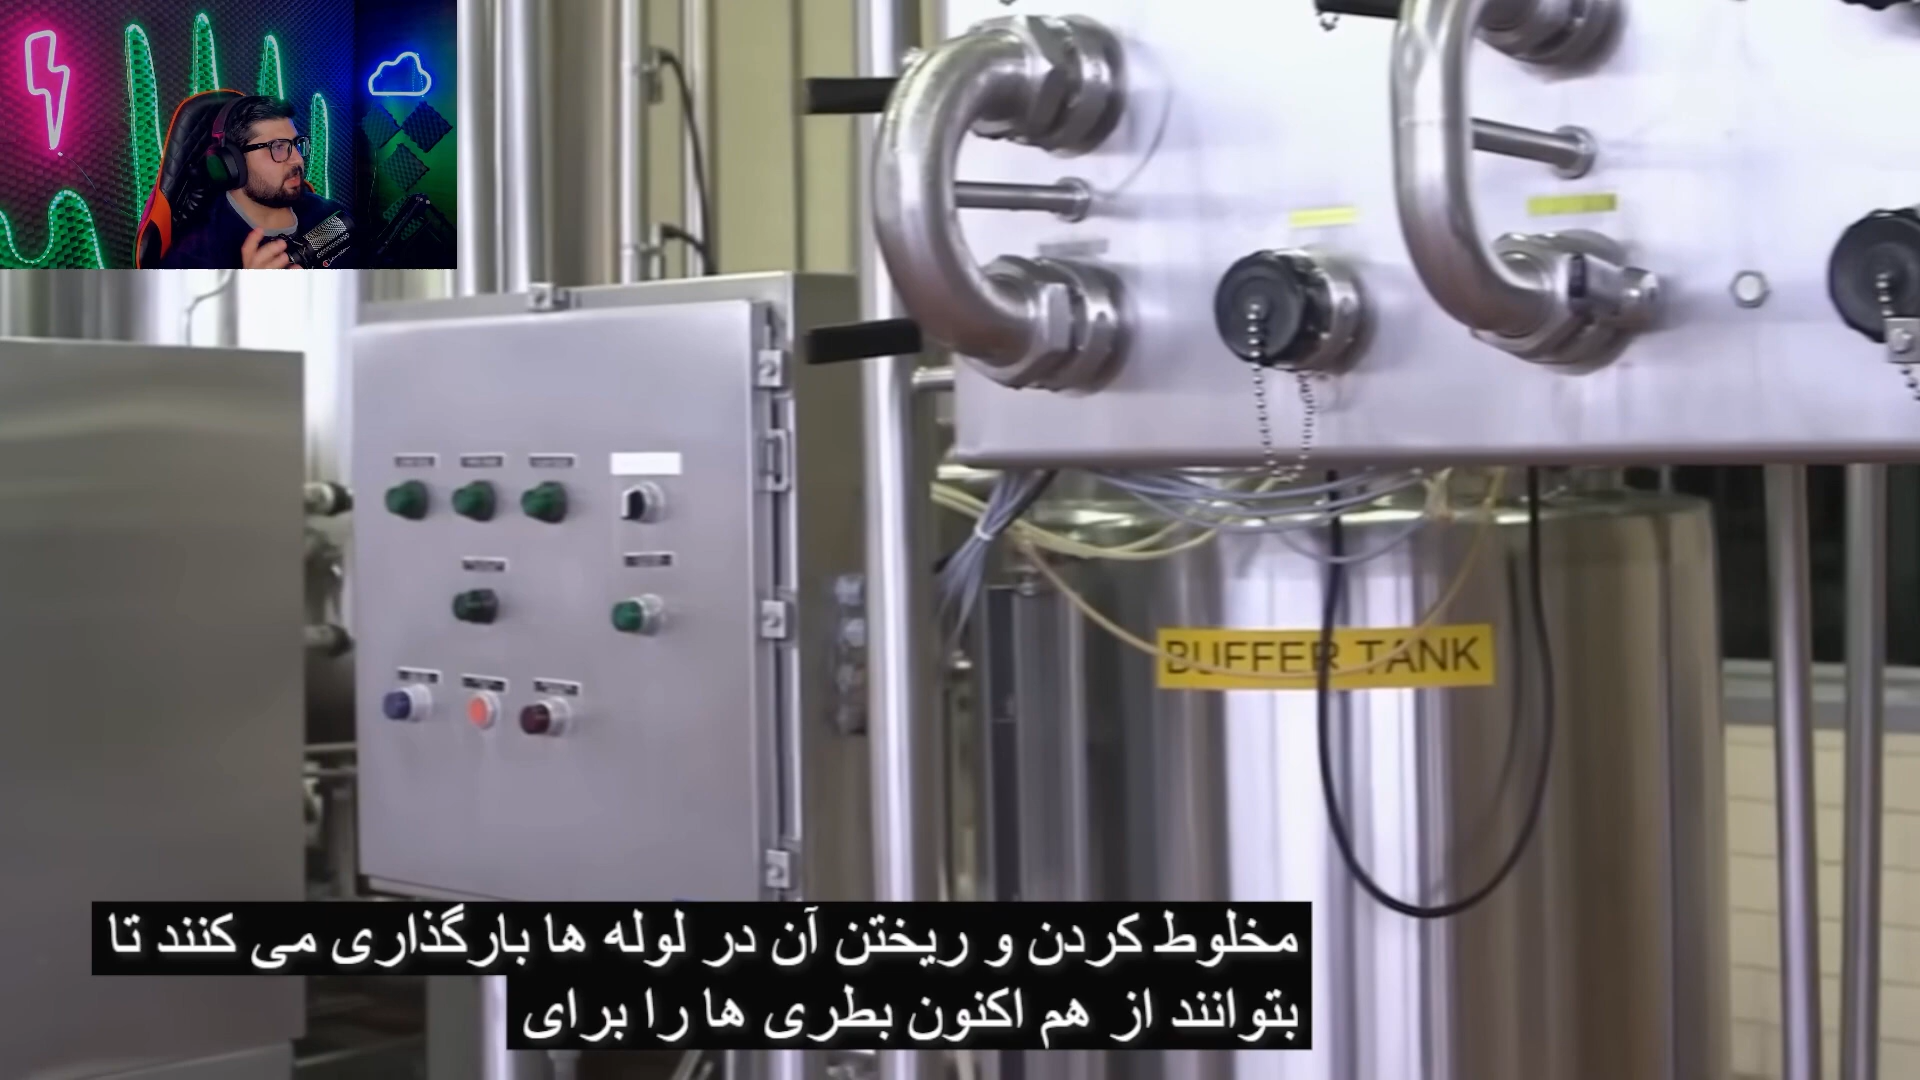 BUFFER TANK
مخلوط کردن و ریختن آن در لوله ها بارگذاری می کنند تا
بتوانند از هم اکنون بطری ها را برای